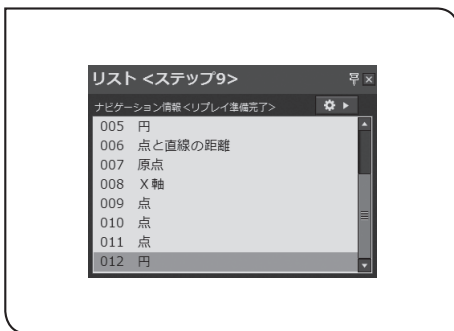 リスト <ステップ9>
ナビゲーション情報<リプレイ準備完了>
005 円
006 点と直線の距離
007 原点
008 X軸
009 点
010 点
011 点
012 円